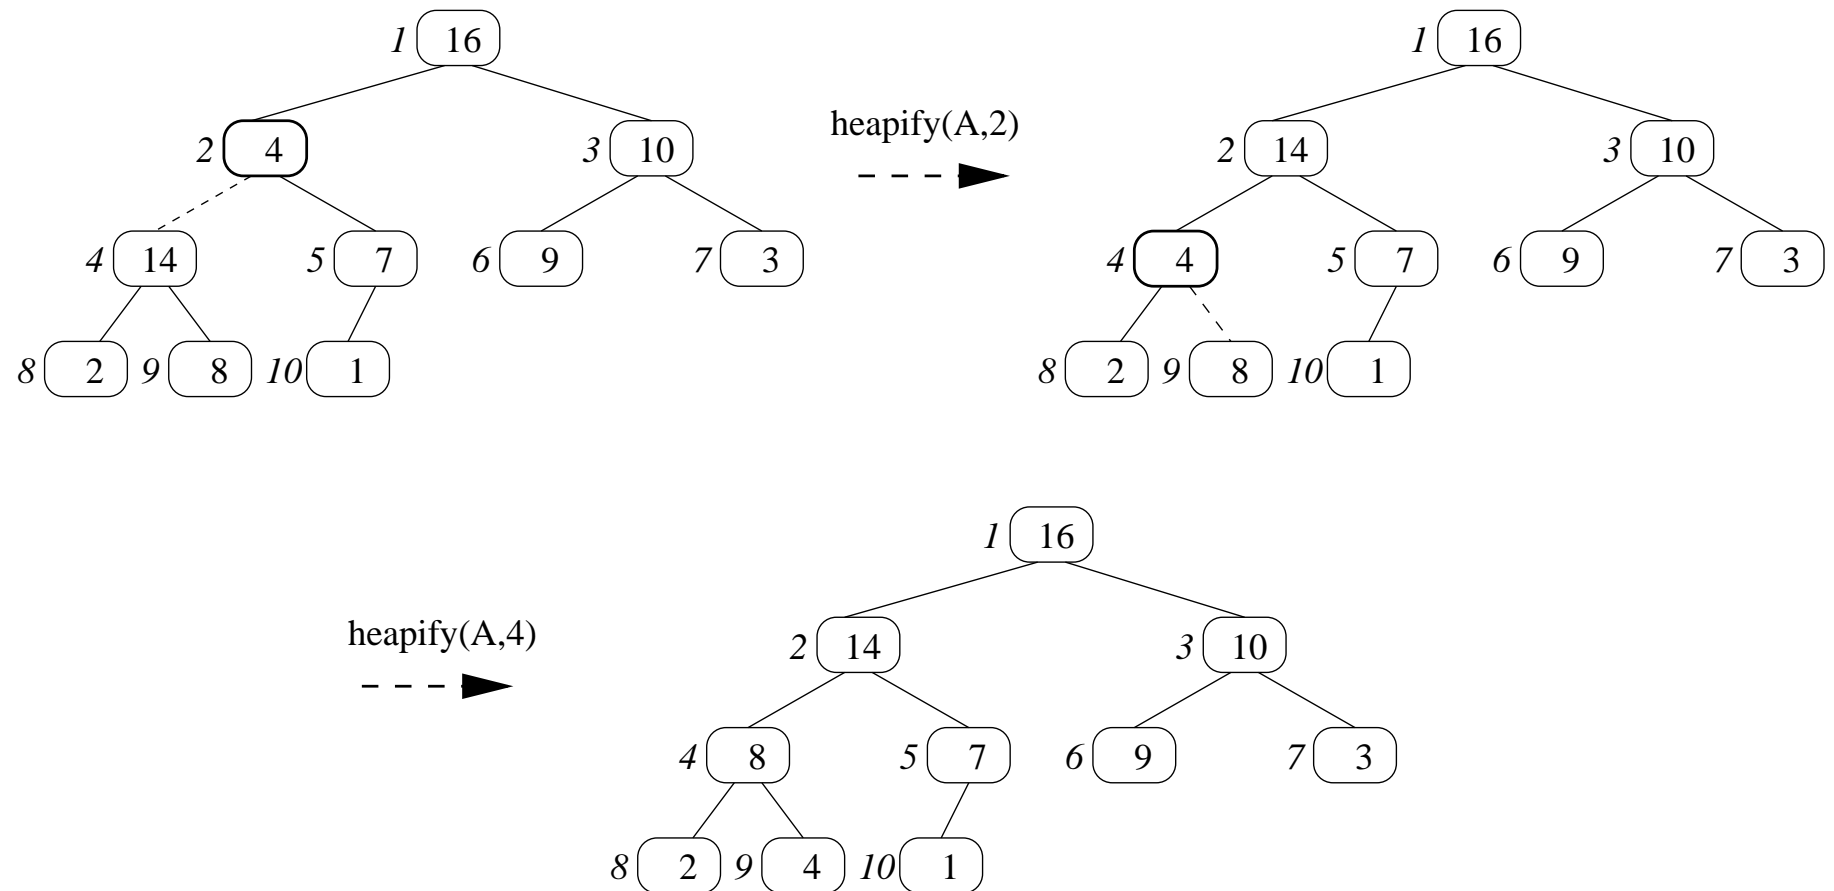 1 16 1 16
heapify(A,2)
2 4 3 10 2 14 3 10
4 14 5 7 6 9 7 3 4 4 5 7 6 9 7 3
8 2 9 8 10 1 8 2 9 8 10 1
1 16
heapify(A,4)
2 14 3 10
4 8 5 7 6 9 7 3
8 2 9 4 10 1